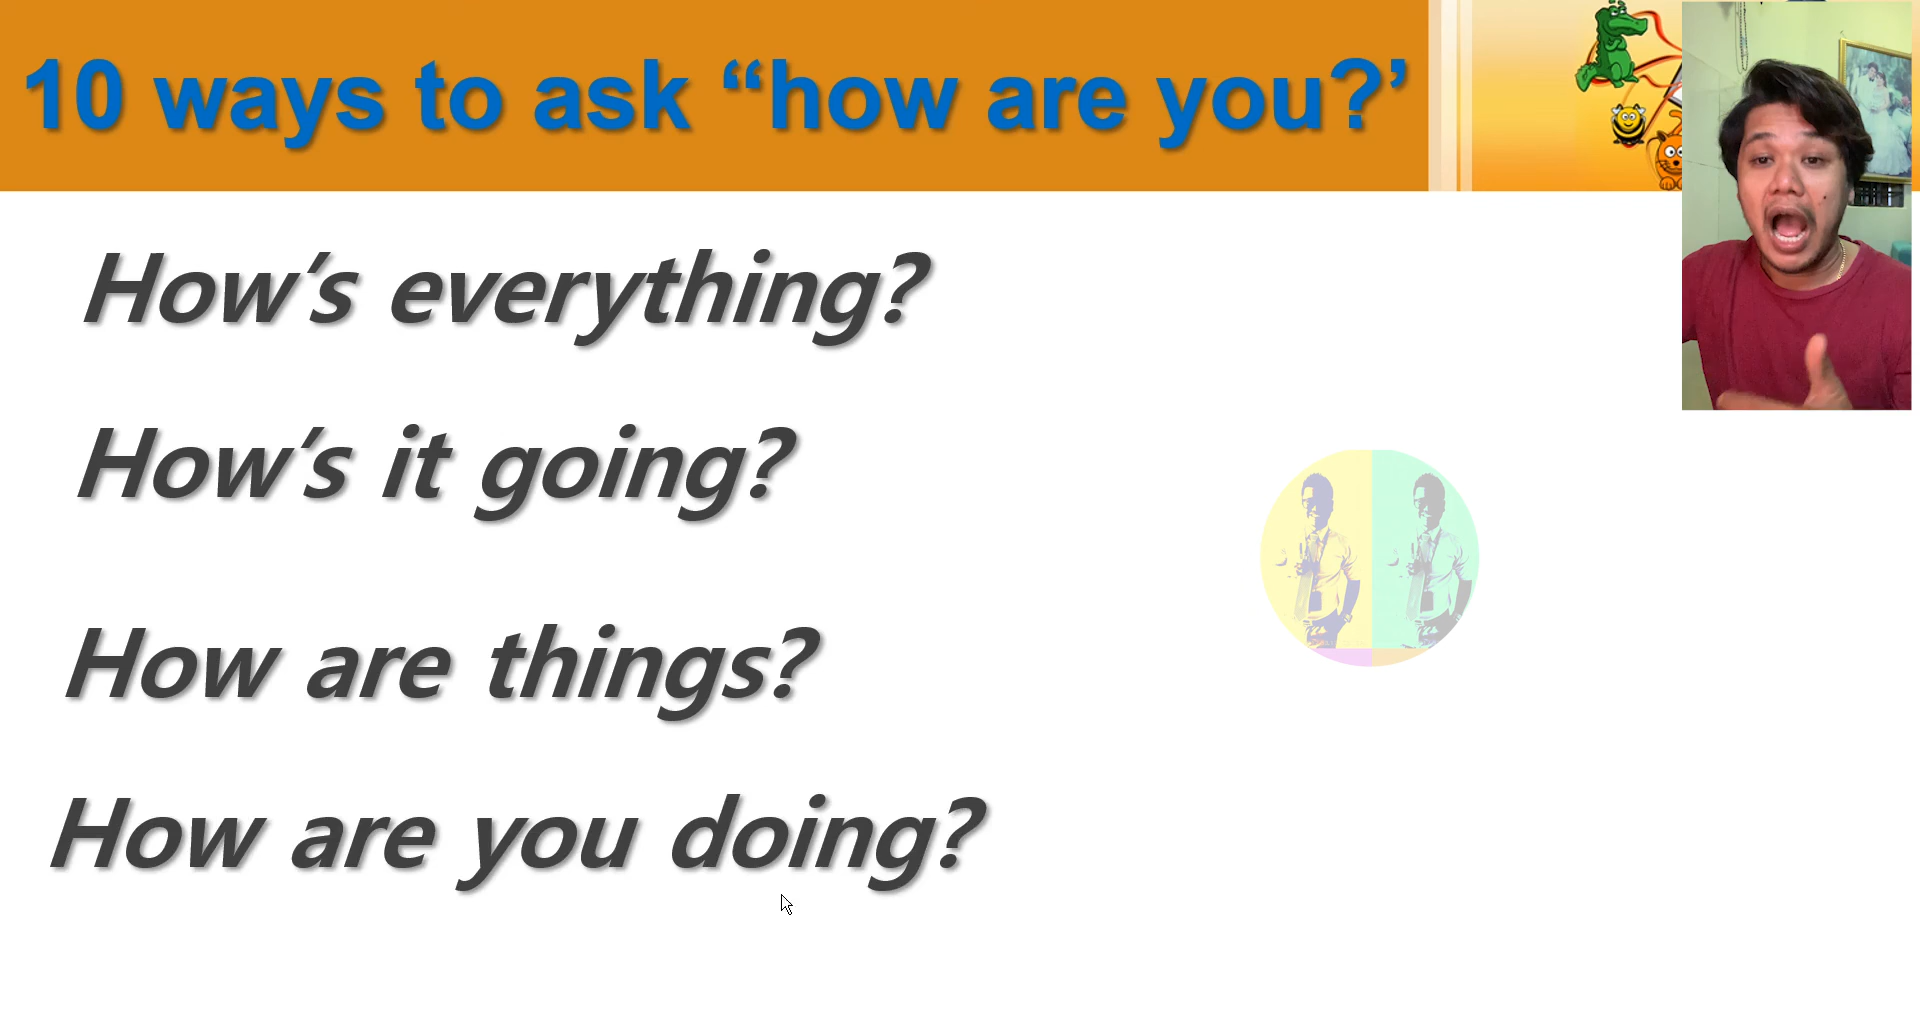 10 ways to ask “how are you?’
How’s everything?
How’s it going?
How are things?
How are you doing?